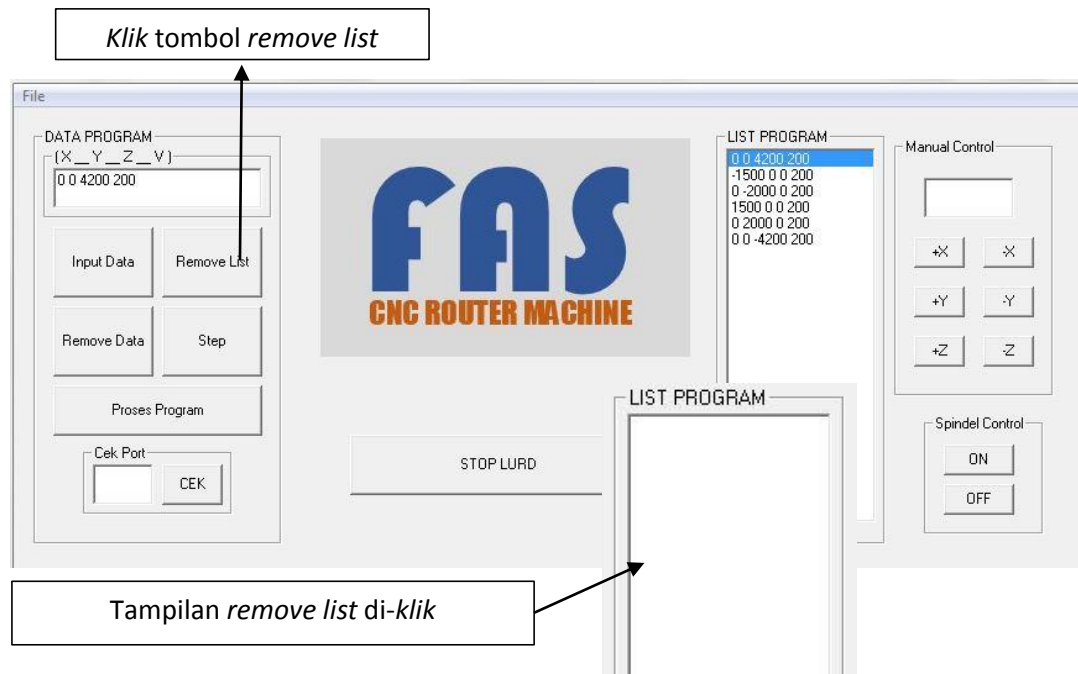 Klik tombol remove list
File
DATA PROGRAM
(X__Y__Z__V)
0 0 4200 200
Input Data
Remove List
Remove Data
Step
Proses Program
Cek Port
CEK
FAS
CNC ROUTER MACHINE
STOP LURD
LIST PROGRAM
0 0 4200 200
-1500 0 0 200
0 -2000 0 200
1500 0 0 200
0 2000 0 200
0 0 -4200 200
Manual Control
+X
-X
+Y
-Y
+Z
-Z
Spindel Control
ON
OFF
LIST PROGRAM
Tampilan remove list di-klik